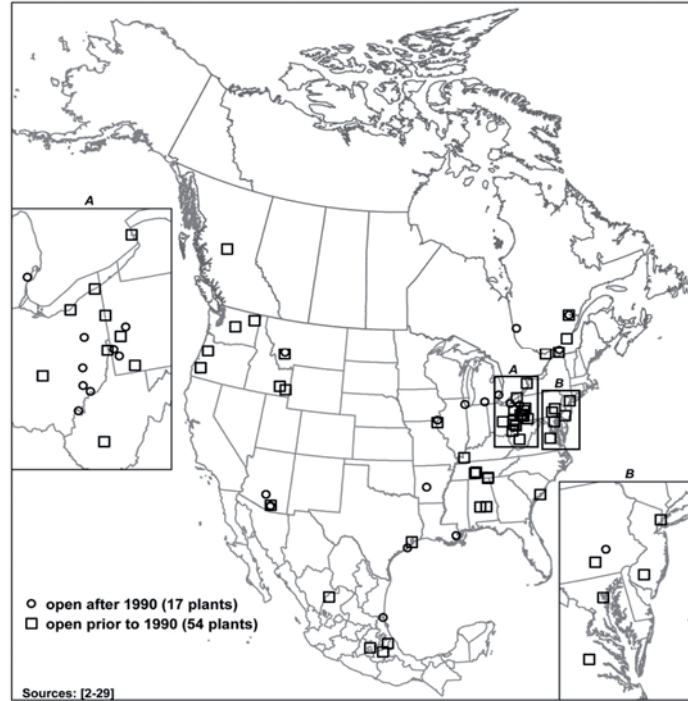 A
A
B
B
open after 1990 (17 plants)
open prior to 1990 (54 plants)
Sources: [2-29]